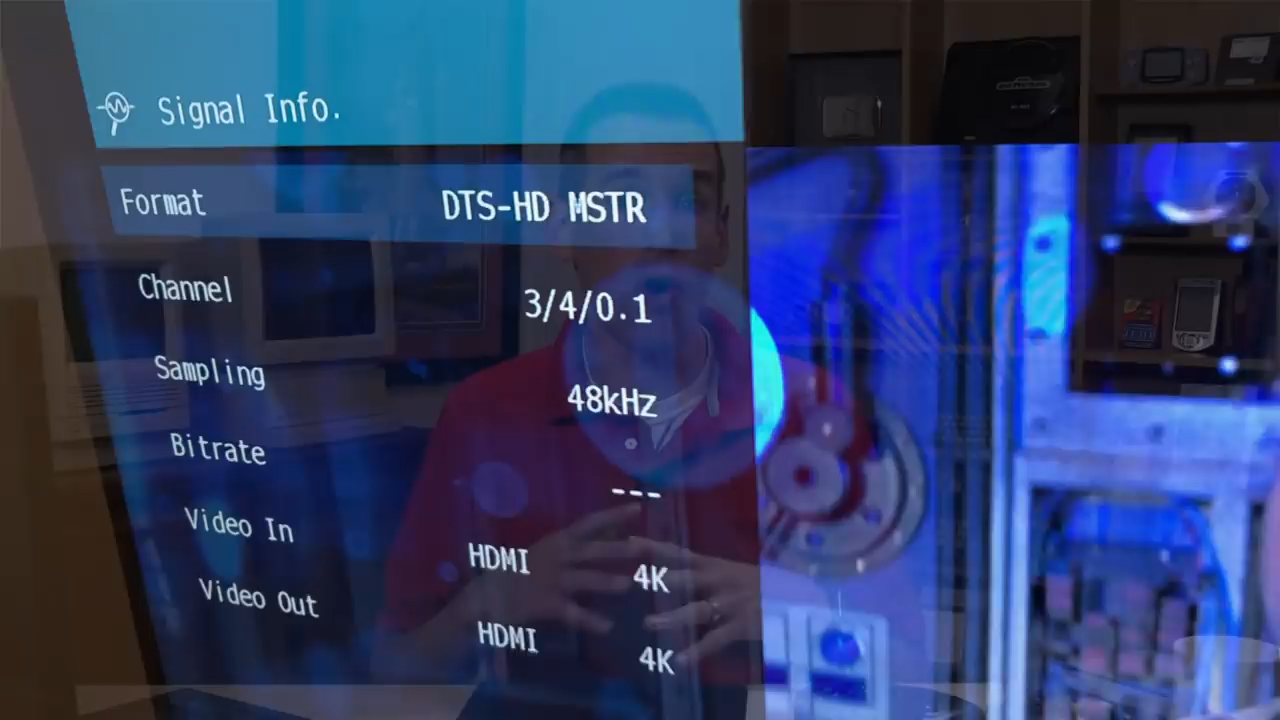 Signal Info.
Format DTS-HD MSTR
Channel 3/4/0.1
Sampling 48kHz
Bitrate ---
Video In HDMI 4K
Video Out HDMI 4K